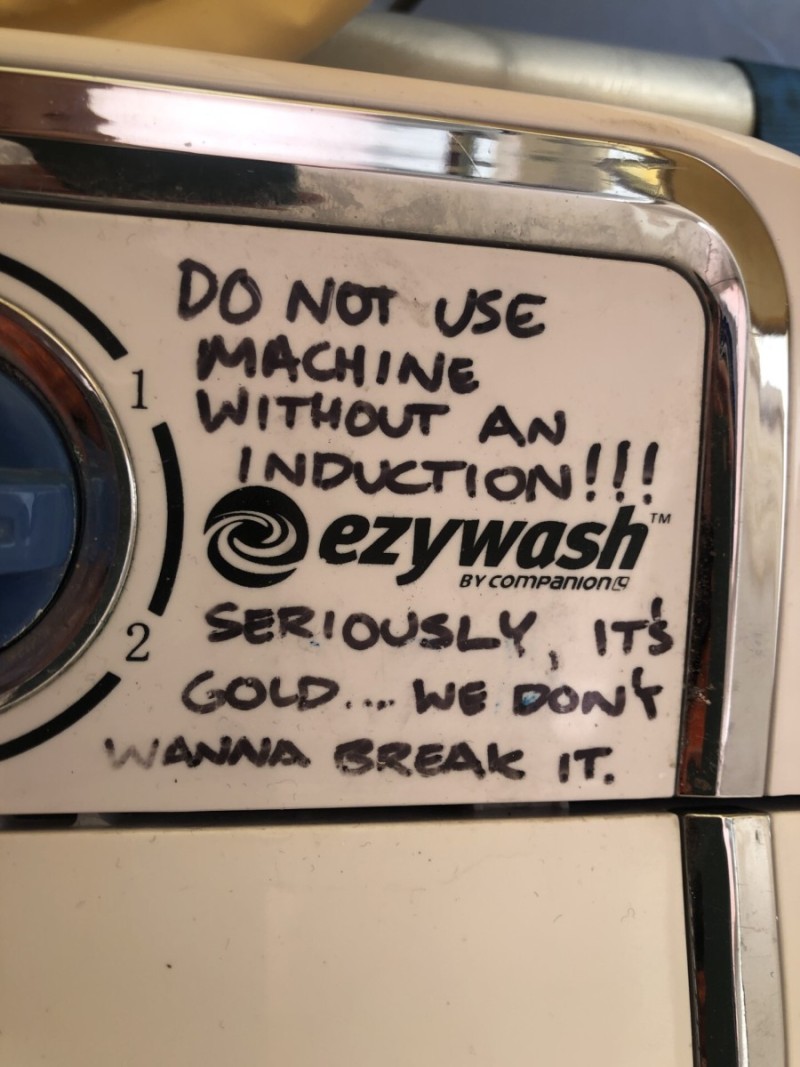 DO NOT USE
MACHINE
1
WITHOUT AN
INDUCTION!!!
ezywash™
BY COMPANION
2
SERIOUSLY, IT'S
GOLD... WE DON'T
WANNA BREAK IT.